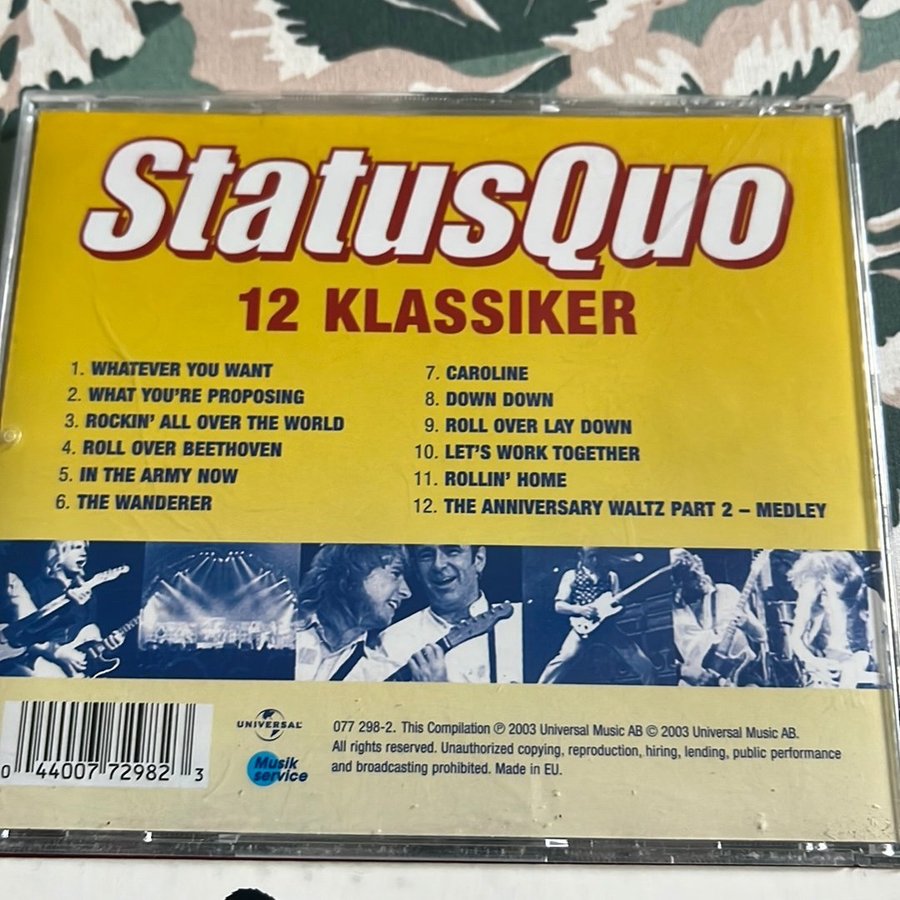 StatusQuo
12 KLASSIKER
1. WHATEVER YOU WANT
2. WHAT YOU'RE PROPOSING
3. ROCKIN' ALL OVER THE WORLD
4. ROLL OVER BEETHOVEN
5. IN THE ARMY NOW
6. THE WANDERER
7. CAROLINE
8. DOWN DOWN
9. ROLL OVER LAY DOWN
10. LET'S WORK TOGETHER
11. ROLLIN' HOME
12. THE ANNIVERSARY WALTZ PART 2 – MEDLEY
0 44007 72982 3
UNIVERSAL
Musik
service
077 298-2. This Compilation ℗ 2003 Universal Music AB © 2003 Universal Music AB.
All rights reserved. Unauthorized copying, reproduction, hiring, lending, public performance
and broadcasting prohibited. Made in EU.